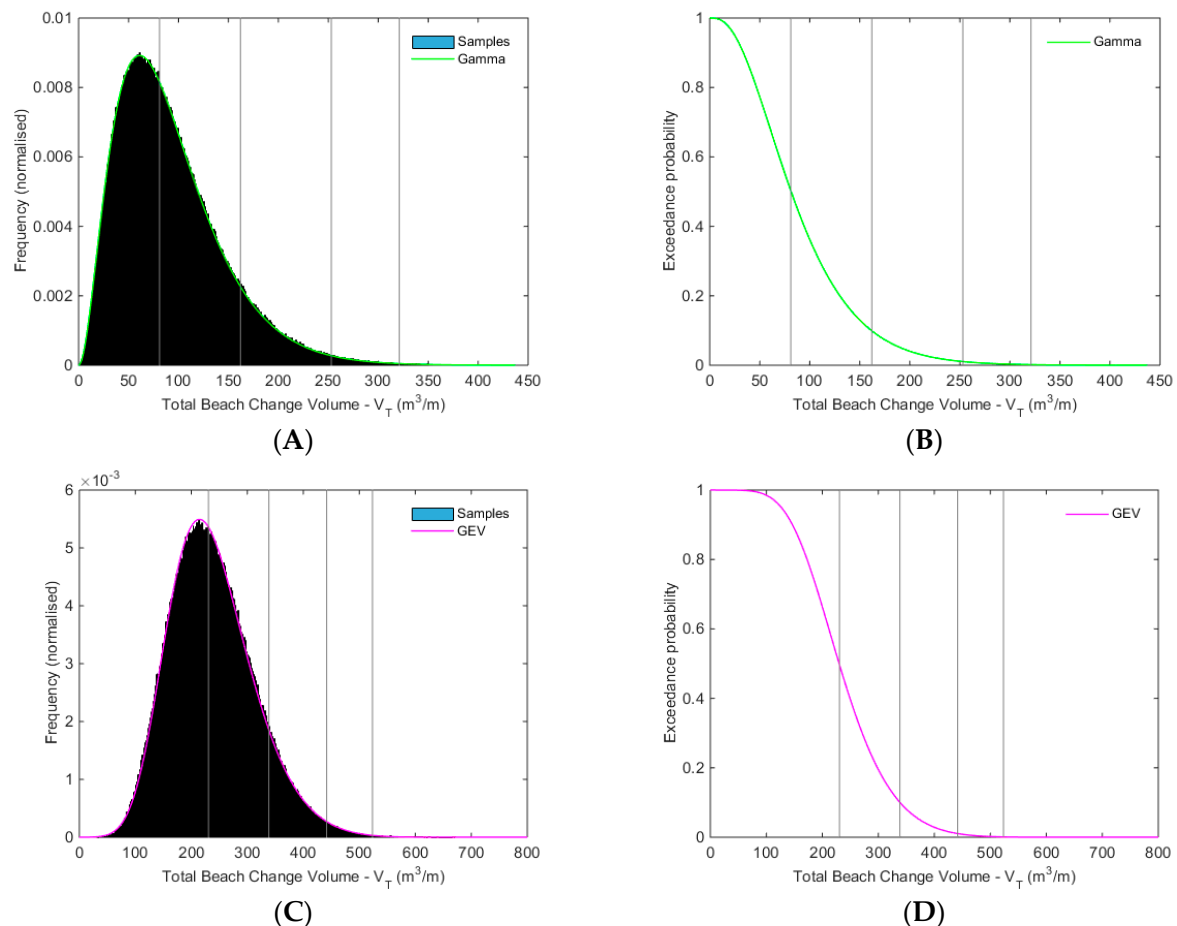 0.01
0.008
0.006
0.004
0.002
0
Frequency (normalised)
Samples
Gamma
0 50 100 150 200 250 300 350 400 450
Total Beach Change Volume - V_T (m³/m)
(A)
1
0.8
0.6
0.4
0.2
0
Exceedance probability
Gamma
0 50 100 150 200 250 300 350 400 450
Total Beach Change Volume - V_T (m³/m)
(B)
×10⁻³
6
5
4
3
2
1
0
Frequency (normalised)
Samples
GEV
0 100 200 300 400 500 600 700 800
Total Beach Change Volume - V_T (m³/m)
(C)
1
0.8
0.6
0.4
0.2
0
Exceedance probability
GEV
0 100 200 300 400 500 600 700 800
Total Beach Change Volume - V_T (m³/m)
(D)